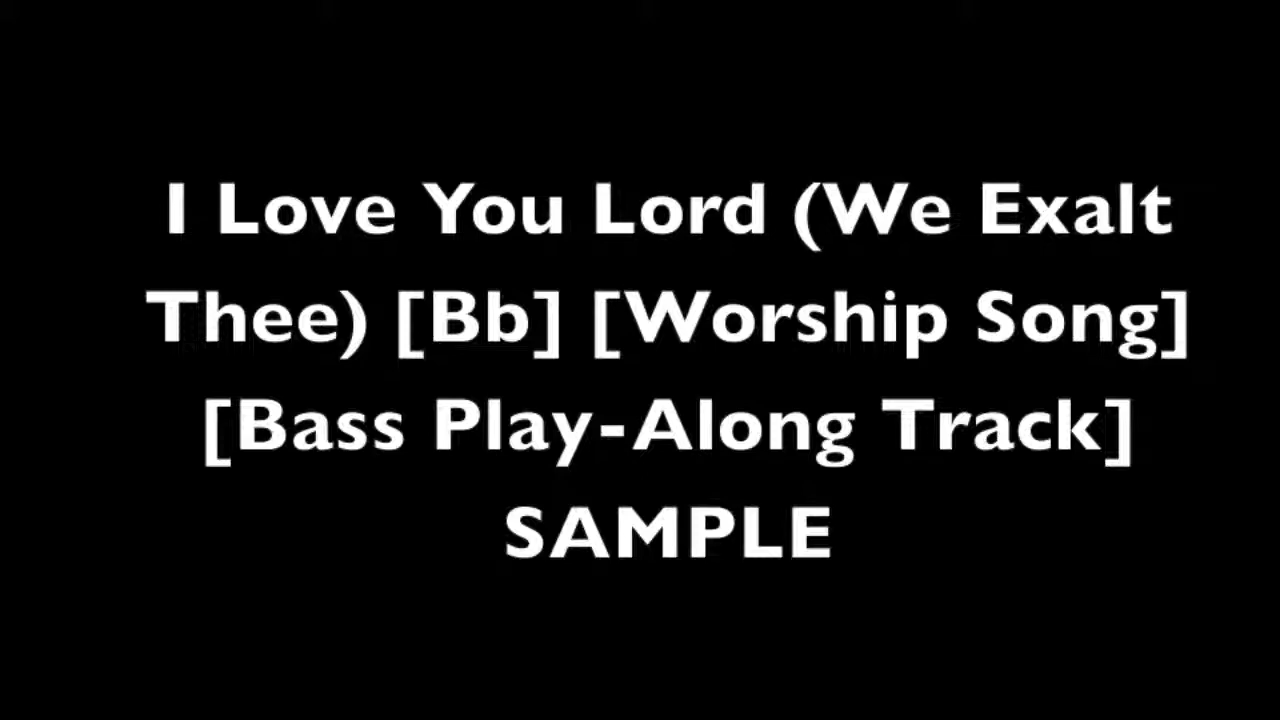 I Love You Lord (We Exalt
Thee) [Bb] [Worship Song]
[Bass Play-Along Track]
SAMPLE